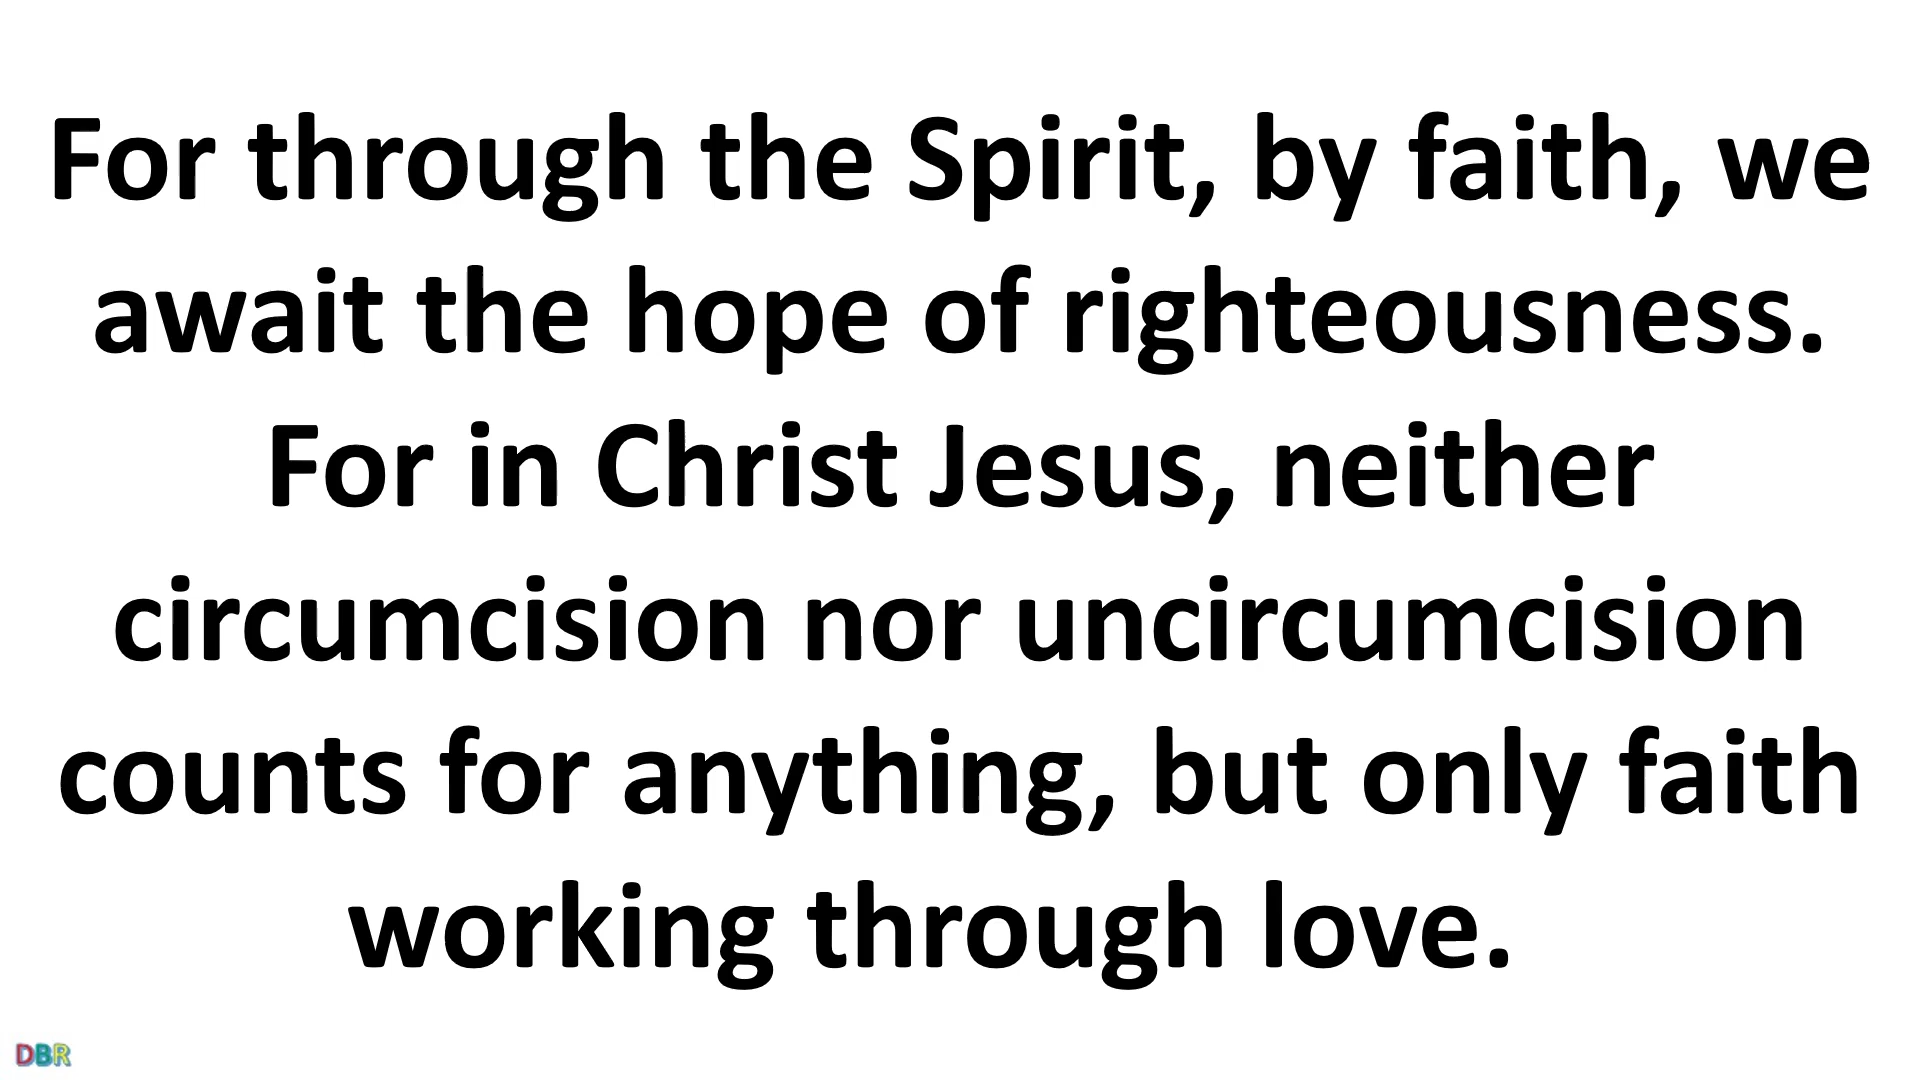 For through the Spirit, by faith, we
await the hope of righteousness.
For in Christ Jesus, neither
circumcision nor uncircumcision
counts for anything, but only faith
working through love.
DBR